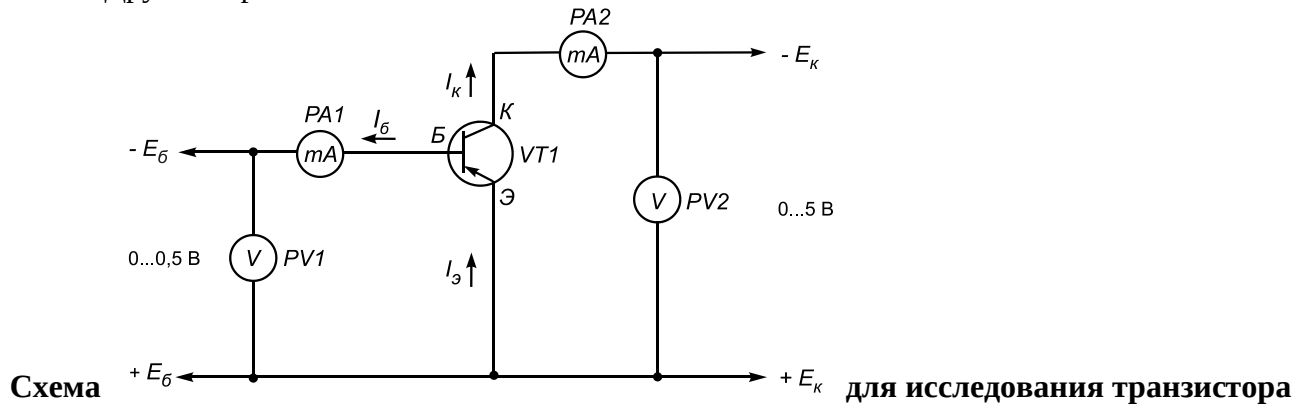 PA2
mA
- Eк
Iк
К
PA1
Iб
Б
- Eб
mA
VT1
Э
V
PV2
0...5 В
0...0,5 В
V
PV1
Iэ
Схема
+ Eб
+ Eк
для исследования транзистора